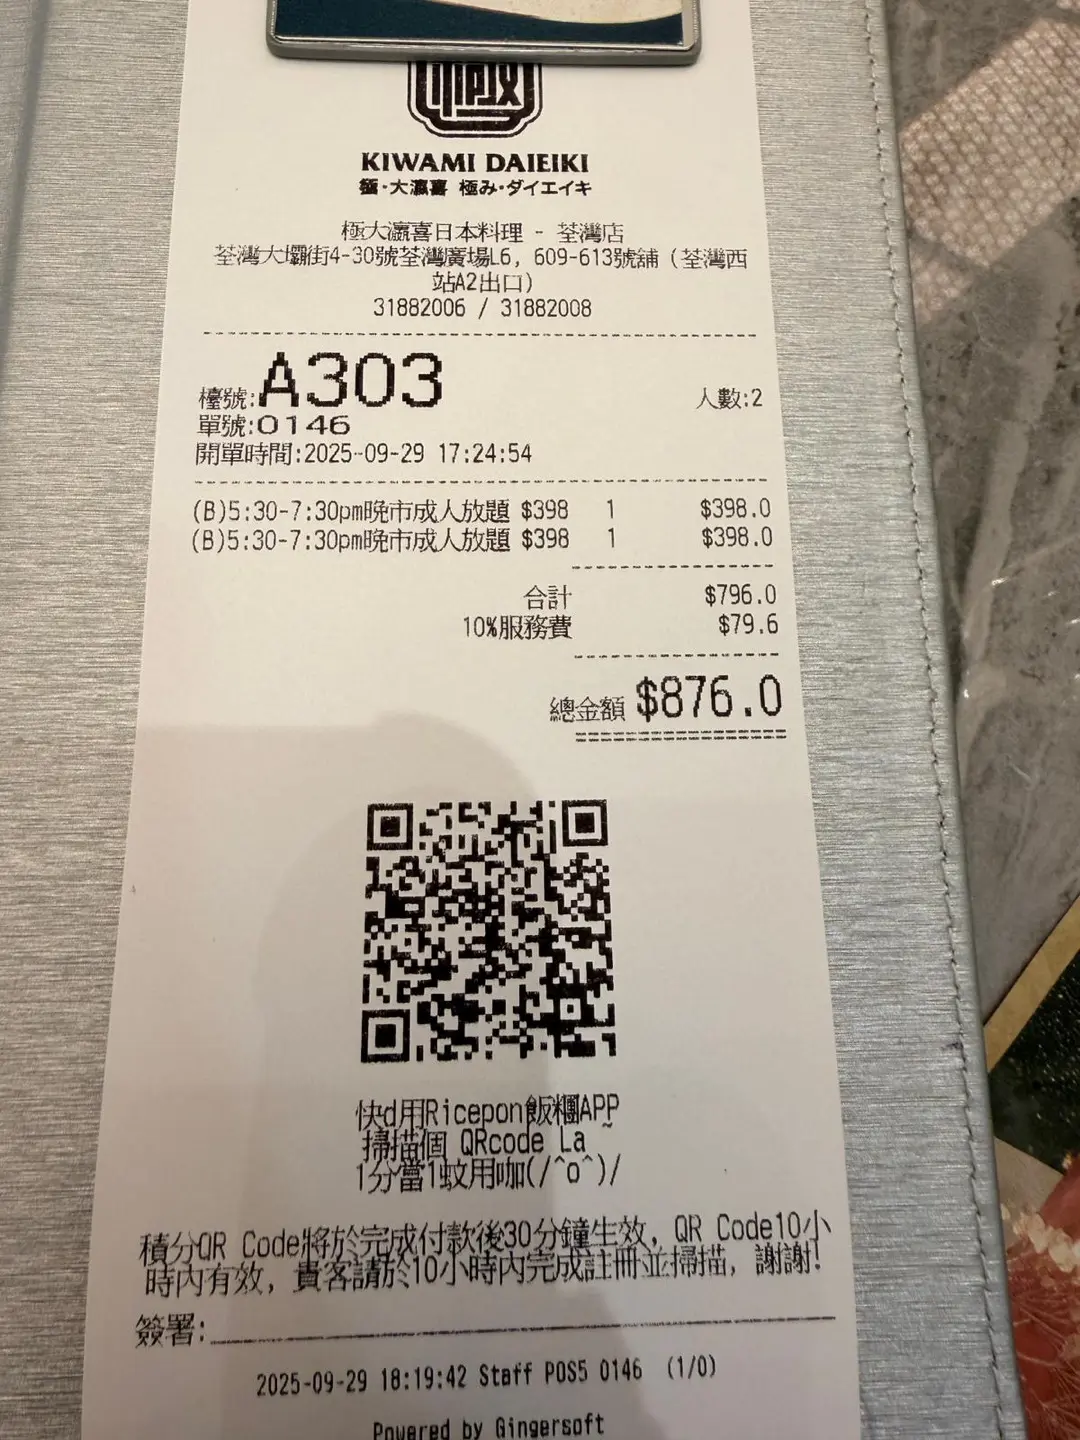 KIWAMI DAIEIKI
極・大瀛喜 極み・ダイエイキ
極大瀛喜日本料理 - 荃灣店
荃灣大壩街4-30號荃灣廣場L6, 609-613號舖 (荃灣西
站A2出口)
31882006 / 31882008
檯號:A303
人數:2
單號:0146
開單時間:2025-09-29 17:24:54
(B)5:30-7:30pm晚市成人放題 $398 1 $398.0
(B)5:30-7:30pm晚市成人放題 $398 1 $398.0
合計 $796.0
10%服務費 $79.6
總金額 $876.0
快d用Ricepon飯糰APP
掃描個 QRcode La~
1分當1蚊用咖(/^o^)/
積分QR Code將於完成付款後30分鐘生效, QR Code10小
時內有效, 貴客請於10小時內完成註冊並掃描, 謝謝!
簽署:
2025-09-29 18:19:42 Staff POS5 0146 (1/0)
Powered by Gingersoft